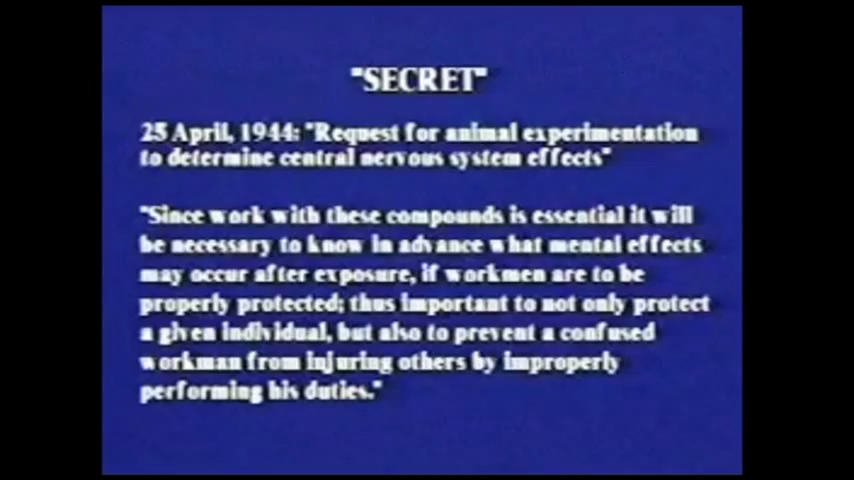 "SECRET"
25 April, 1944: "Request for animal experimentation
to determine central nervous system effects"
"Since work with these compounds is essential it will
be necessary to know in advance what mental effects
may occur after exposure, if workmen are to be
properly protected; thus important to not only protect
a given individual, but also to prevent a confused
workman from injuring others by improperly
performing his duties."